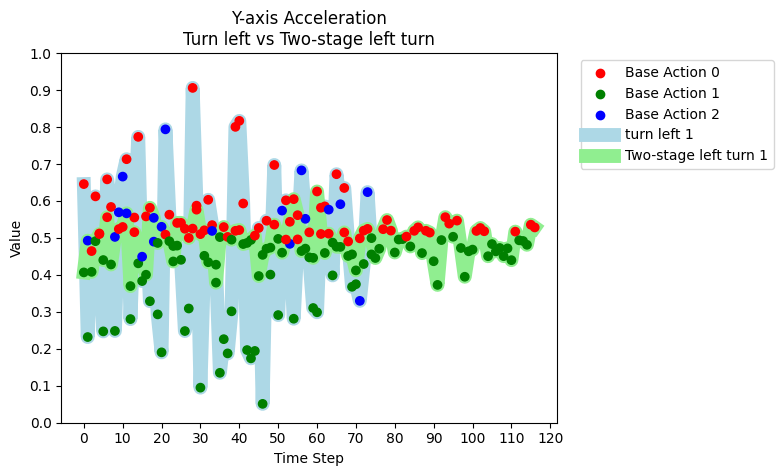 Y-axis Acceleration
Turn left vs Two-stage left turn
Value
1.0
0.9
0.8
0.7
0.6
0.5
0.4
0.3
0.2
0.1
0.0
0 10 20 30 40 50 60 70 80 90 100 110 120
Time Step
Base Action 0
Base Action 1
Base Action 2
turn left 1
Two-stage left turn 1